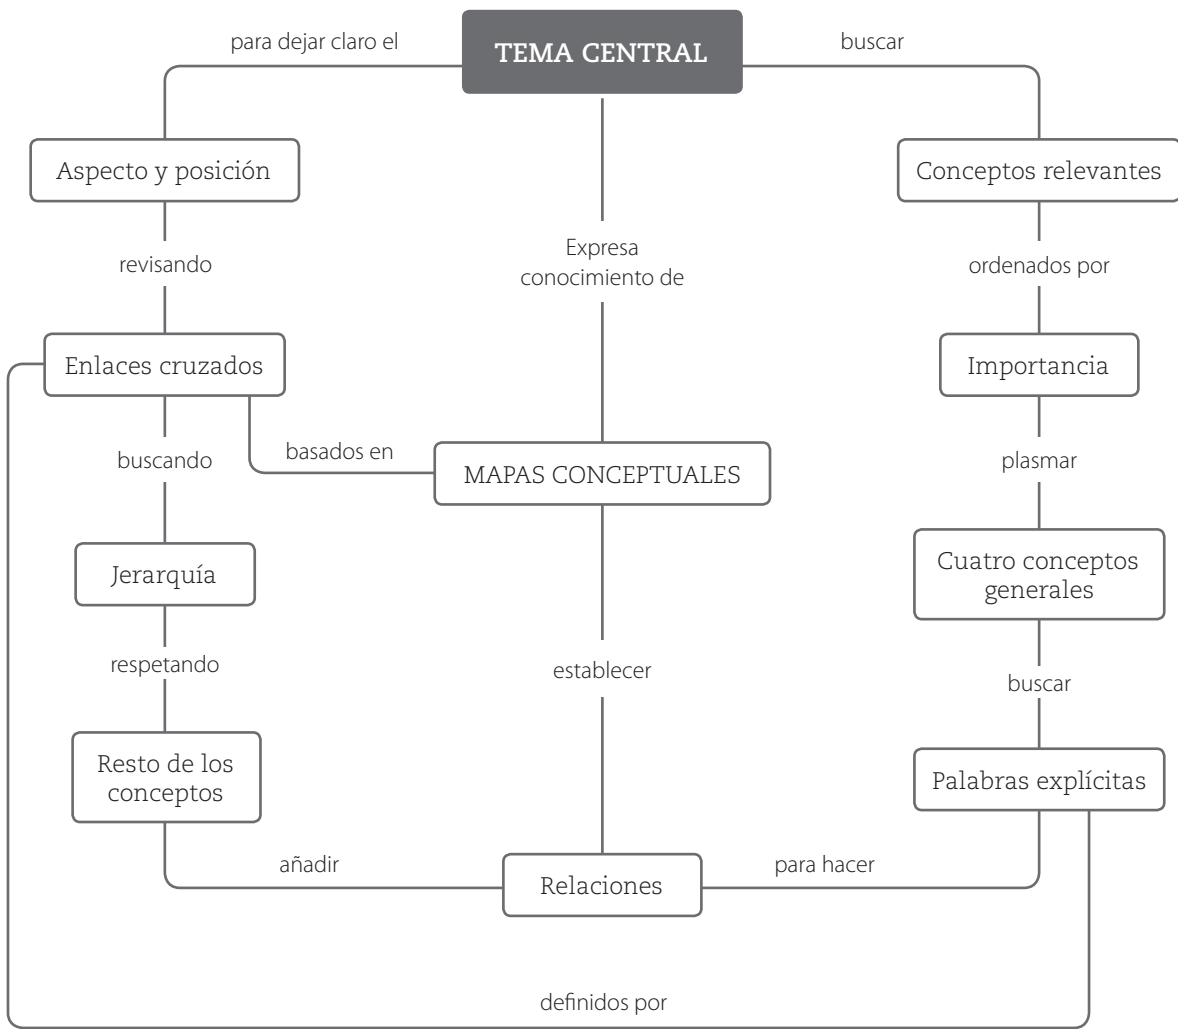 para dejar claro el
TEMA CENTRAL
buscar
Aspecto y posición
Conceptos relevantes
revisando
Expresa
conocimiento de
ordenados por
Enlaces cruzados
Importancia
buscando
basados en
MAPAS CONCEPTUALES
plasmar
Jerarquía
Cuatro conceptos
generales
respetando
establecer
buscar
Resto de los
conceptos
Palabras explícitas
añadir
Relaciones
para hacer
definidos por